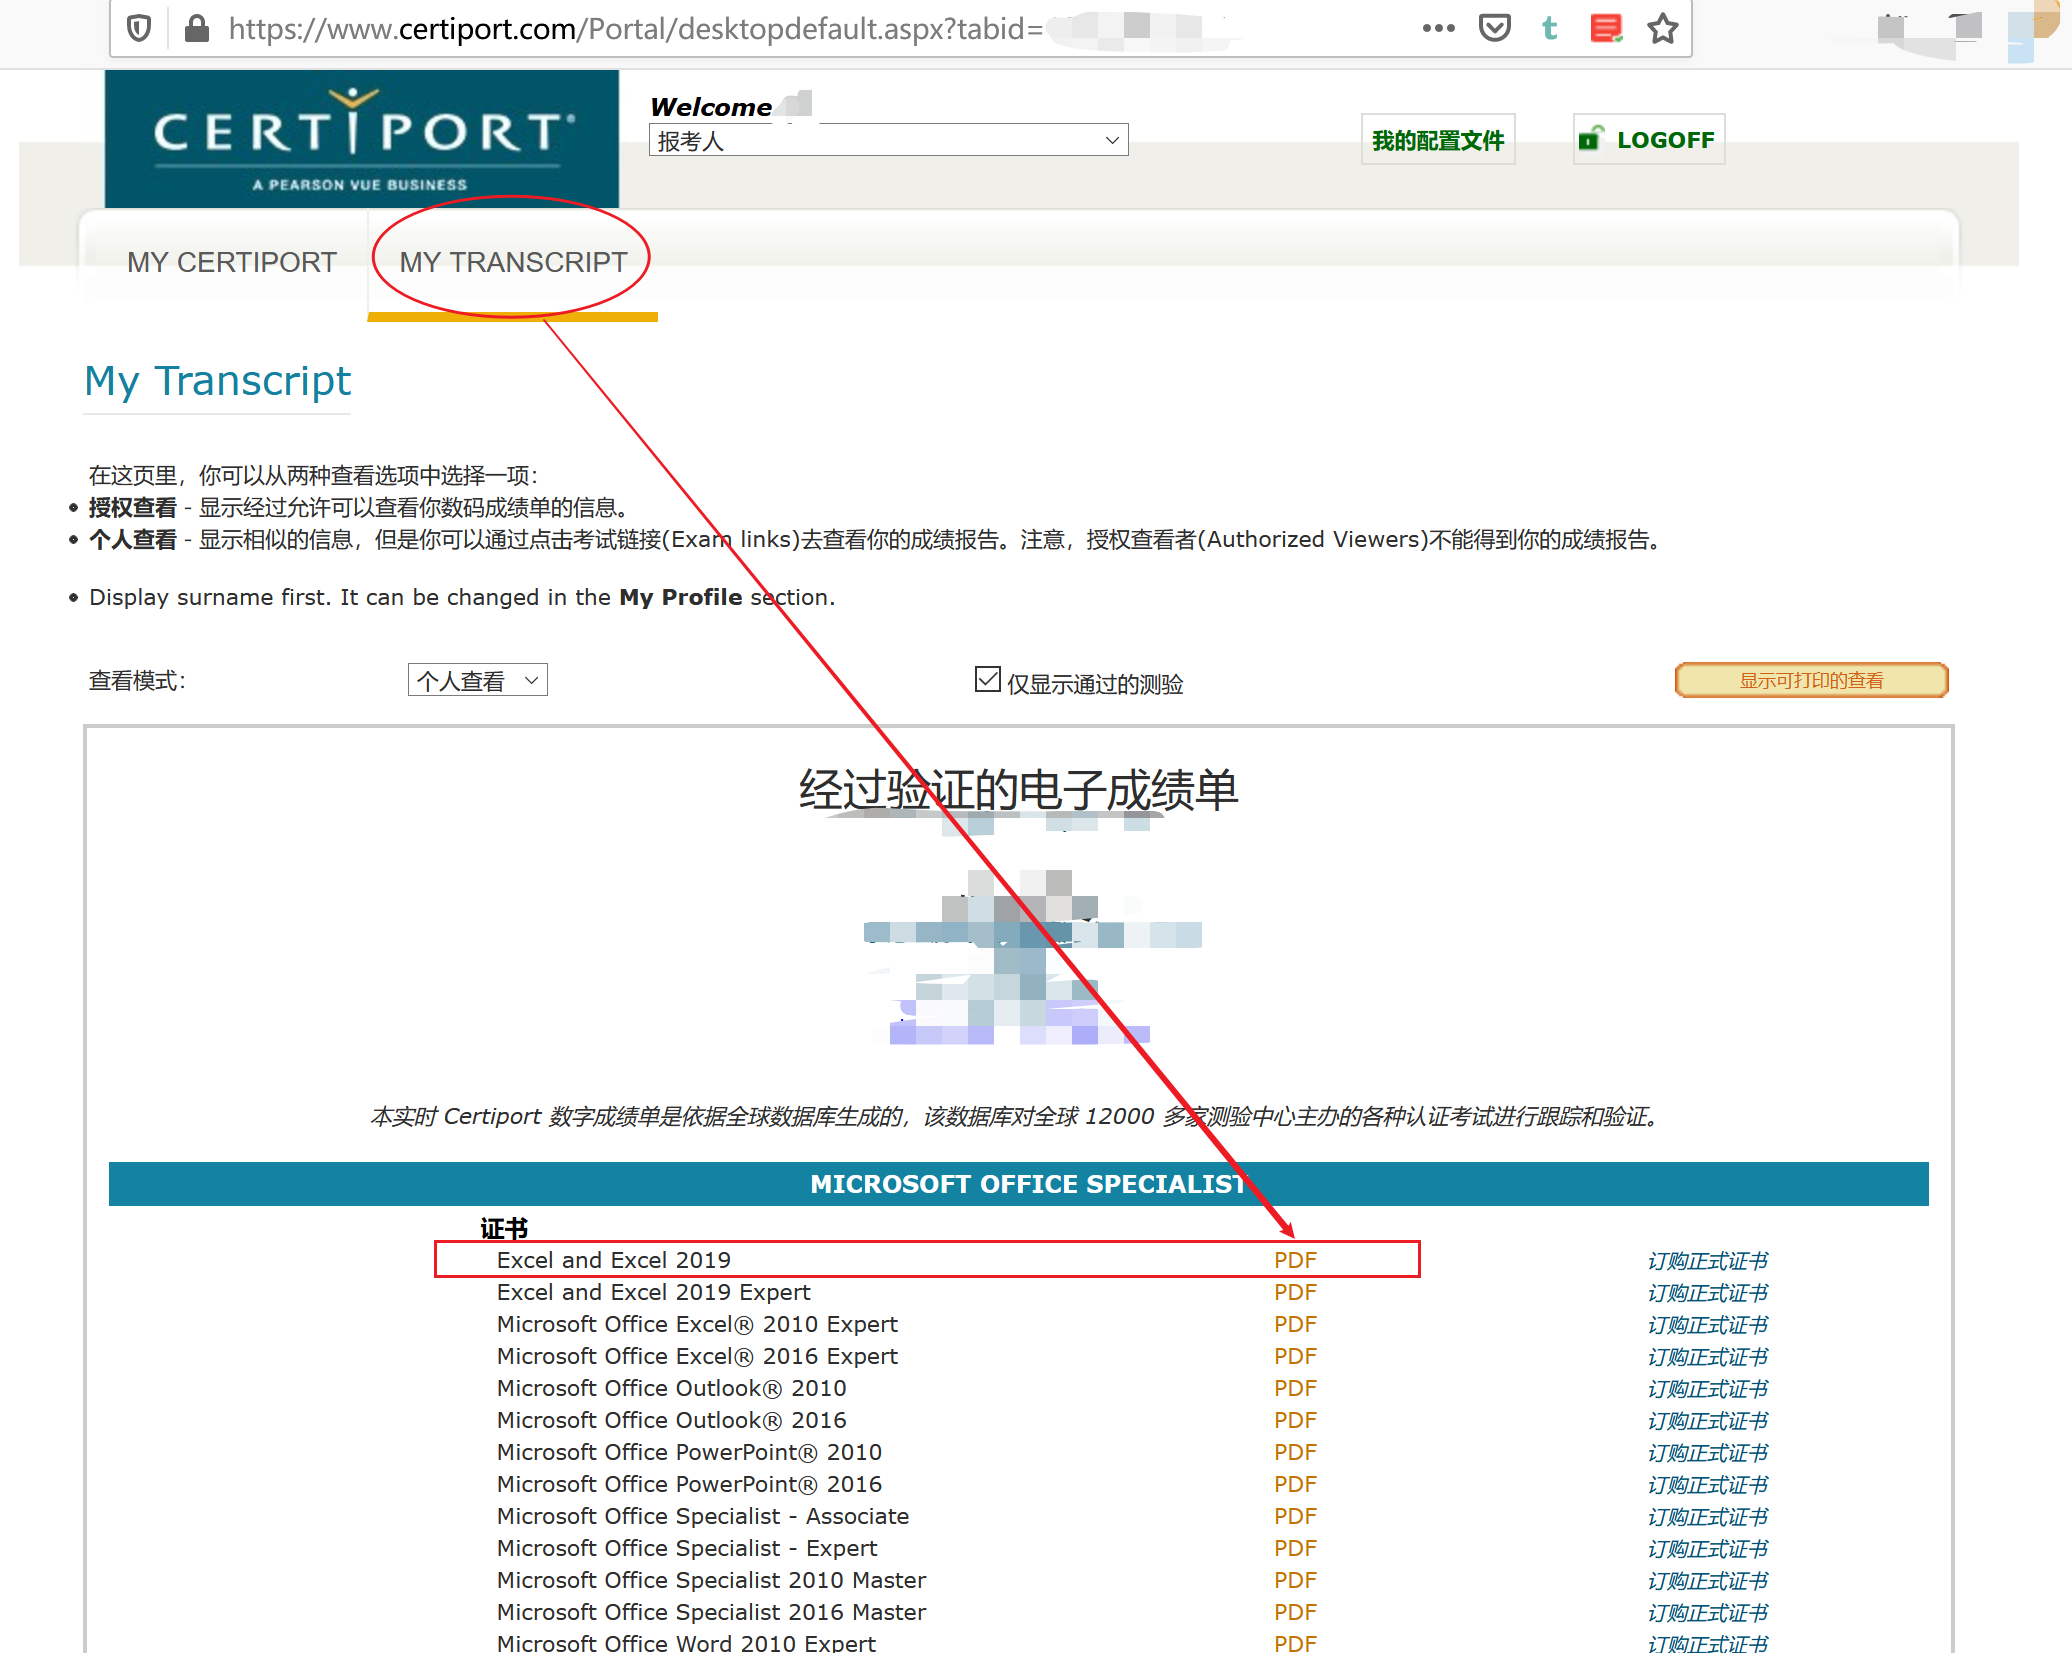 https://www.certiport.com/Portal/desktopdefault.aspx?tabid=
CERTIPORT®
A PEARSON VUE BUSINESS
Welcome
报考人
我的配置文件
LOGOFF
MY CERTIPORT
MY TRANSCRIPT
My Transcript
在这页里，你可以从两种查看选项中选择一项：
授权查看 - 显示经过允许可以查看你数码成绩单的信息。
个人查看 - 显示相似的信息，但是你可以通过点击考试链接(Exam links)去查看你的成绩报告。注意，授权查看者(Authorized Viewers)不能得到你的成绩报告。
Display surname first. It can be changed in the My Profile section.
查看模式：
个人查看
仅显示通过的测验
显示可打印的查看
经过验证的电子成绩单
本实时 Certiport 数字成绩单是依据全球数据库生成的，该数据库对全球 12000 多家测验中心主办的各种认证考试进行跟踪和验证。
MICROSOFT OFFICE SPECIALIST
证书
Excel and Excel 2019 PDF 订购正式证书
Excel and Excel 2019 Expert PDF 订购正式证书
Microsoft Office Excel® 2010 Expert PDF 订购正式证书
Microsoft Office Excel® 2016 Expert PDF 订购正式证书
Microsoft Office Outlook® 2010 PDF 订购正式证书
Microsoft Office Outlook® 2016 PDF 订购正式证书
Microsoft Office PowerPoint® 2010 PDF 订购正式证书
Microsoft Office PowerPoint® 2016 PDF 订购正式证书
Microsoft Office Specialist - Associate PDF 订购正式证书
Microsoft Office Specialist - Expert PDF 订购正式证书
Microsoft Office Specialist 2010 Master PDF 订购正式证书
Microsoft Office Specialist 2016 Master PDF 订购正式证书
Microsoft Office Word 2010 Expert PDF 订购正式证书